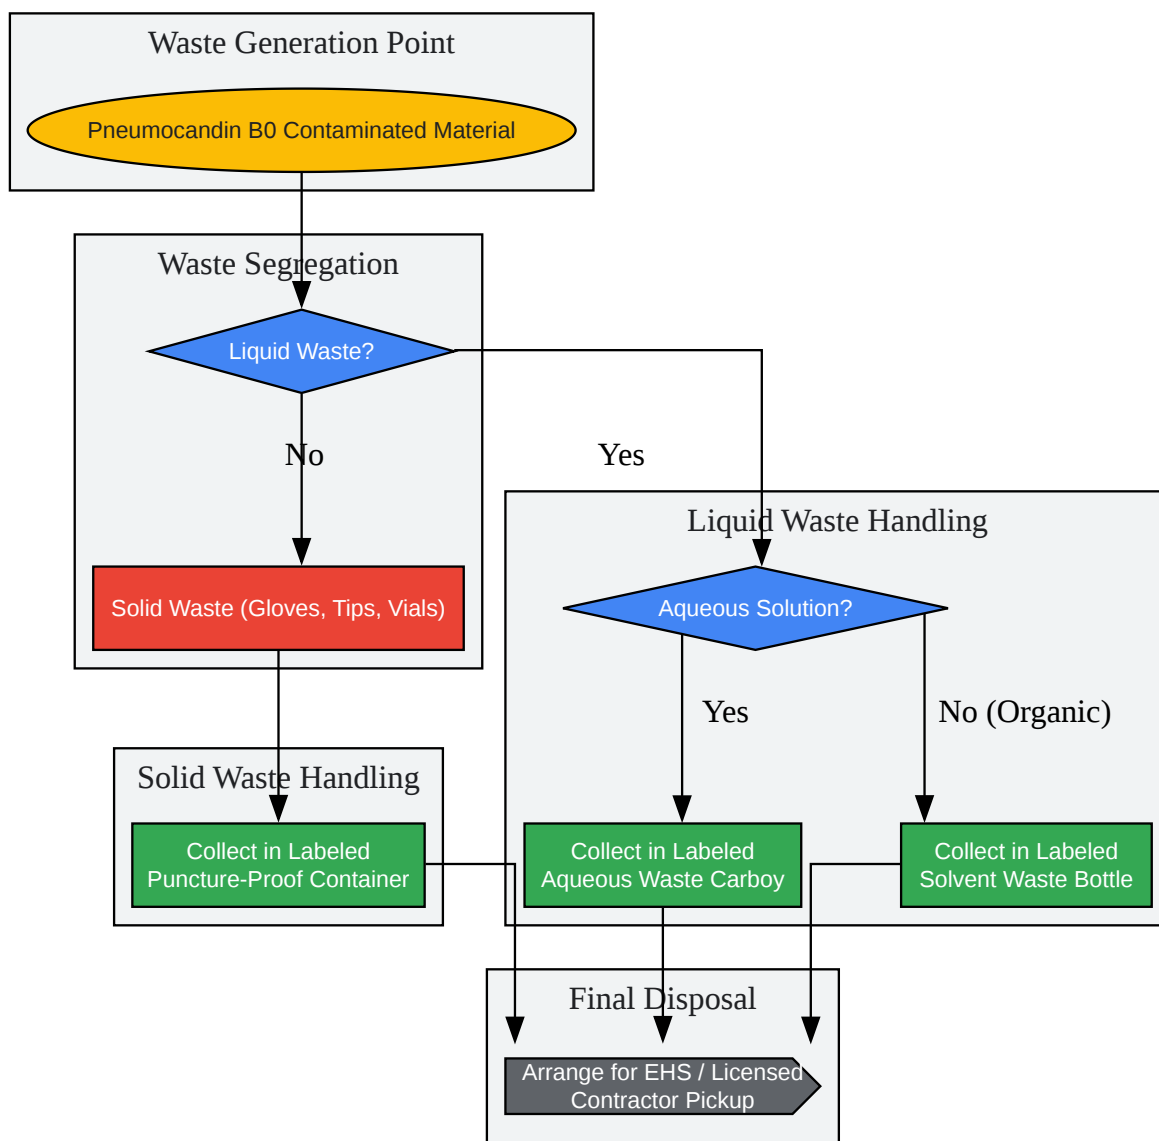 Waste Generation Point
Pneumocandin B0 Contaminated Material
Waste Segregation
Liquid Waste?
No
Yes
Liquid Waste Handling
Solid Waste (Gloves, Tips, Vials)
Aqueous Solution?
Yes
No (Organic)
Solid Waste Handling
Collect in Labeled
Puncture-Proof Container
Collect in Labeled
Aqueous Waste Carboy
Collect in Labeled
Solvent Waste Bottle
Final Disposal
Arrange for EHS / Licensed
Contractor Pickup